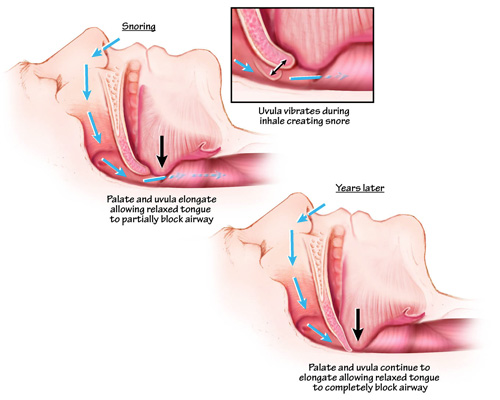 Snoring
Uvula vibrates during
inhale creating snore
Palate and uvula elongate
allowing relaxed tongue
to partially block airway
Years later
Palate and uvula continue to
elongate allowing relaxed tongue
to completely block airway